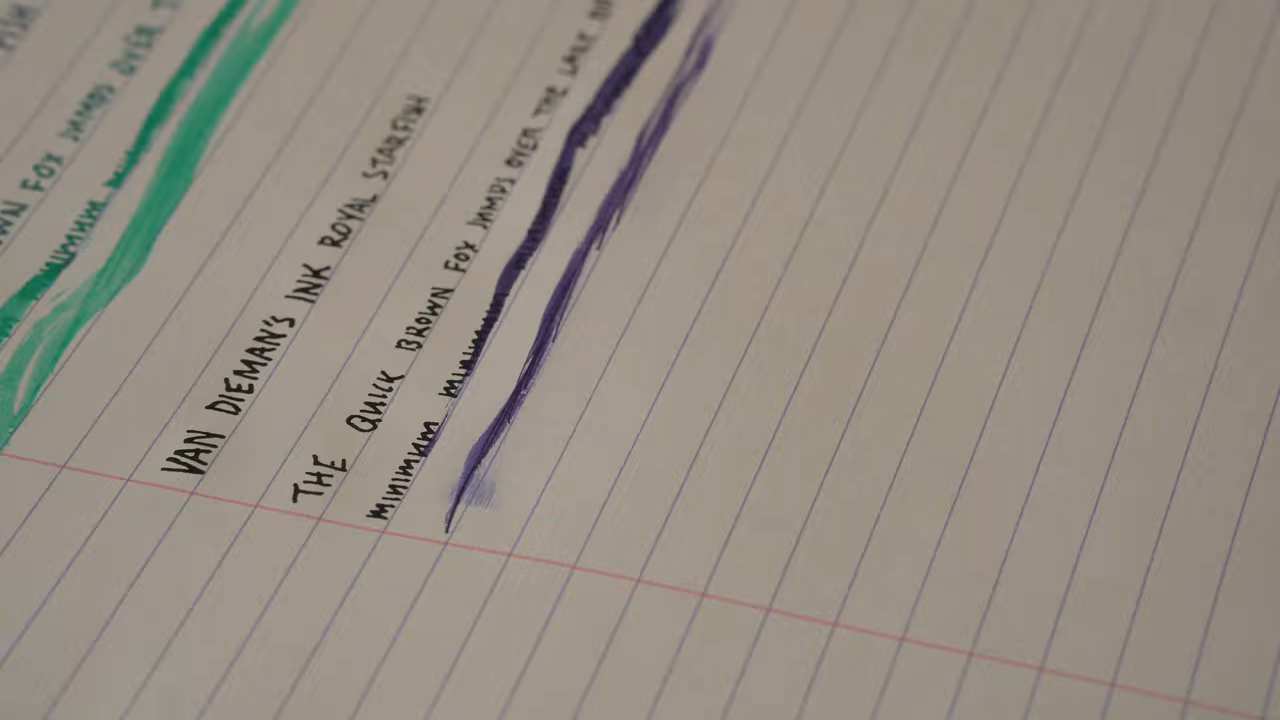 FOX JUMPS OVER
minimum
VAN DIEMAN'S INK ROYAL STARFISH
THE QUICK BROWN FOX JUMPS OVER THE LAZY
minimum minimum